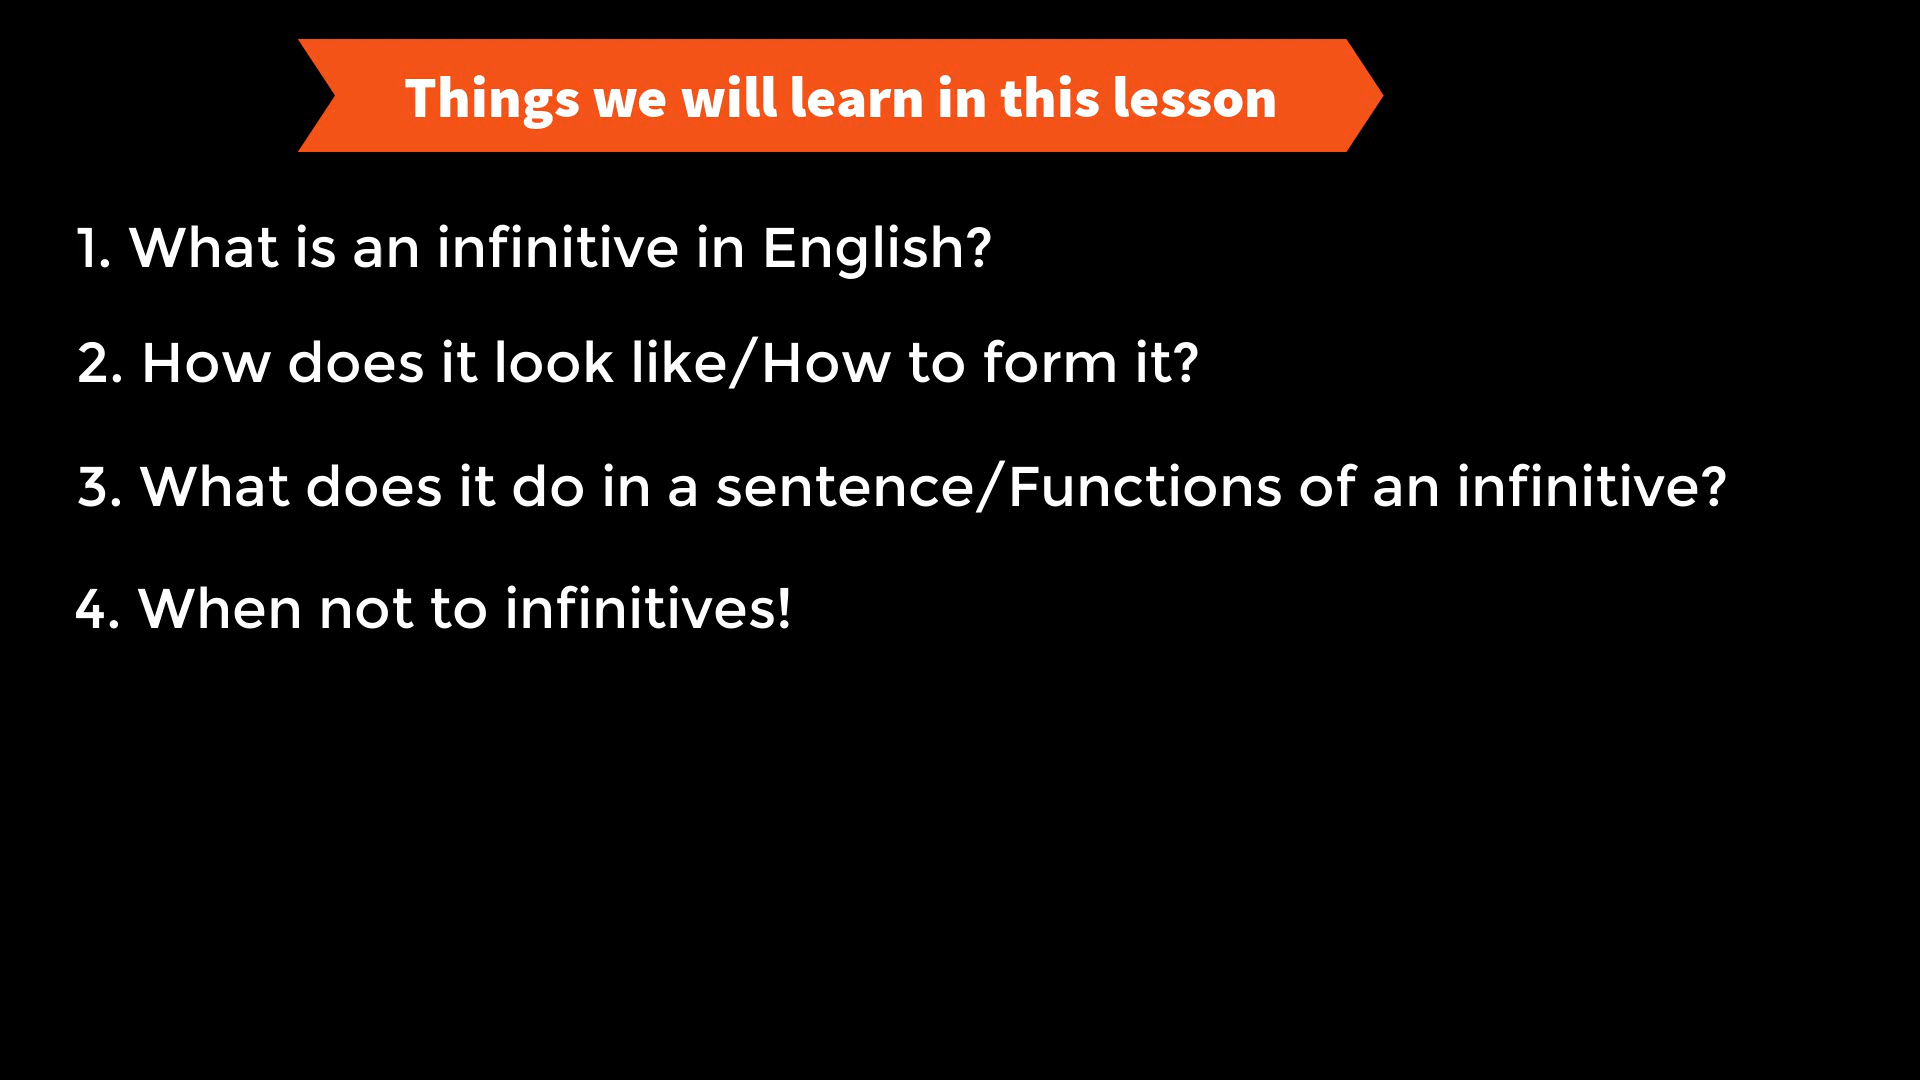 Things we will learn in this lesson
1. What is an infinitive in English?
2. How does it look like/How to form it?
3. What does it do in a sentence/Functions of an infinitive?
4. When not to infinitives!